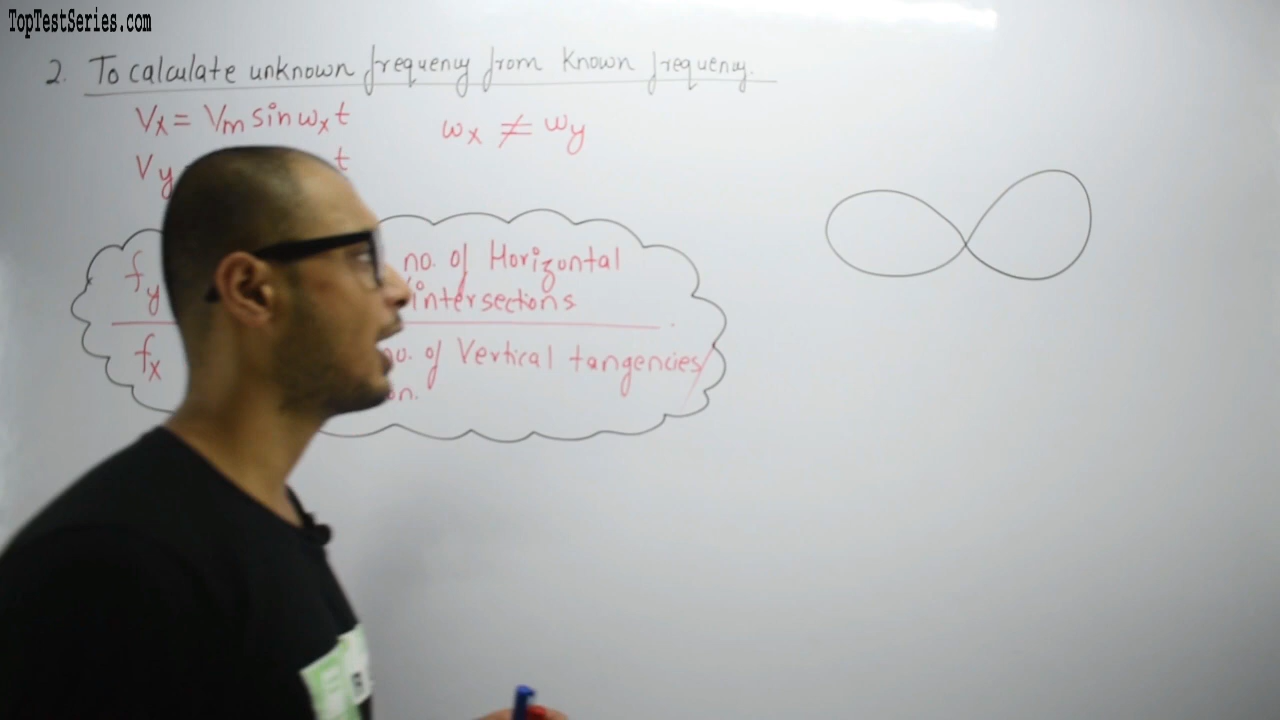 TopTestSeries.com
2. To calculate unknown frequency from known frequency.
Vx = Vm sin ωx t
ωx ≠ ωy
Vy t
fy no. of Horizontal
intersections
fx no. of Vertical tangencies/
on.